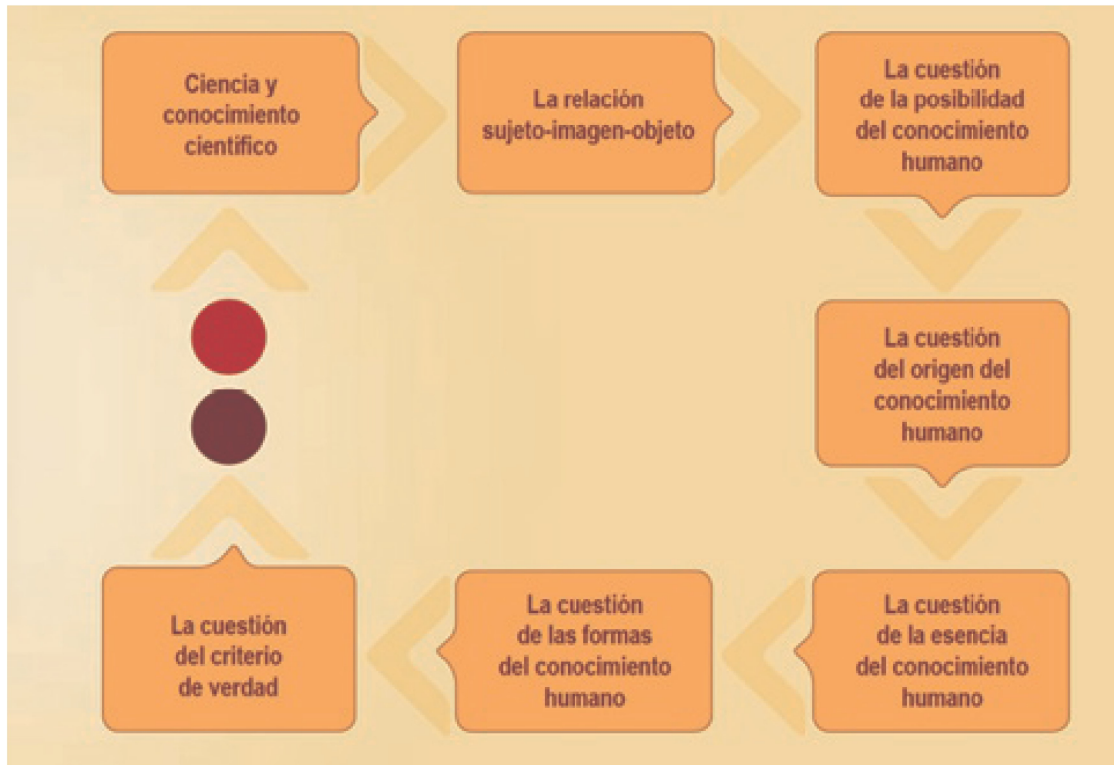 Ciencia y
conocimiento
científico
La relación
sujeto-imagen-objeto
La cuestión
de la posibilidad
del conocimiento
humano
La cuestión
del origen del
conocimiento
humano
La cuestión
de la esencia
del conocimiento
humano
La cuestión
de las formas
del conocimiento
humano
La cuestión
del criterio
de verdad